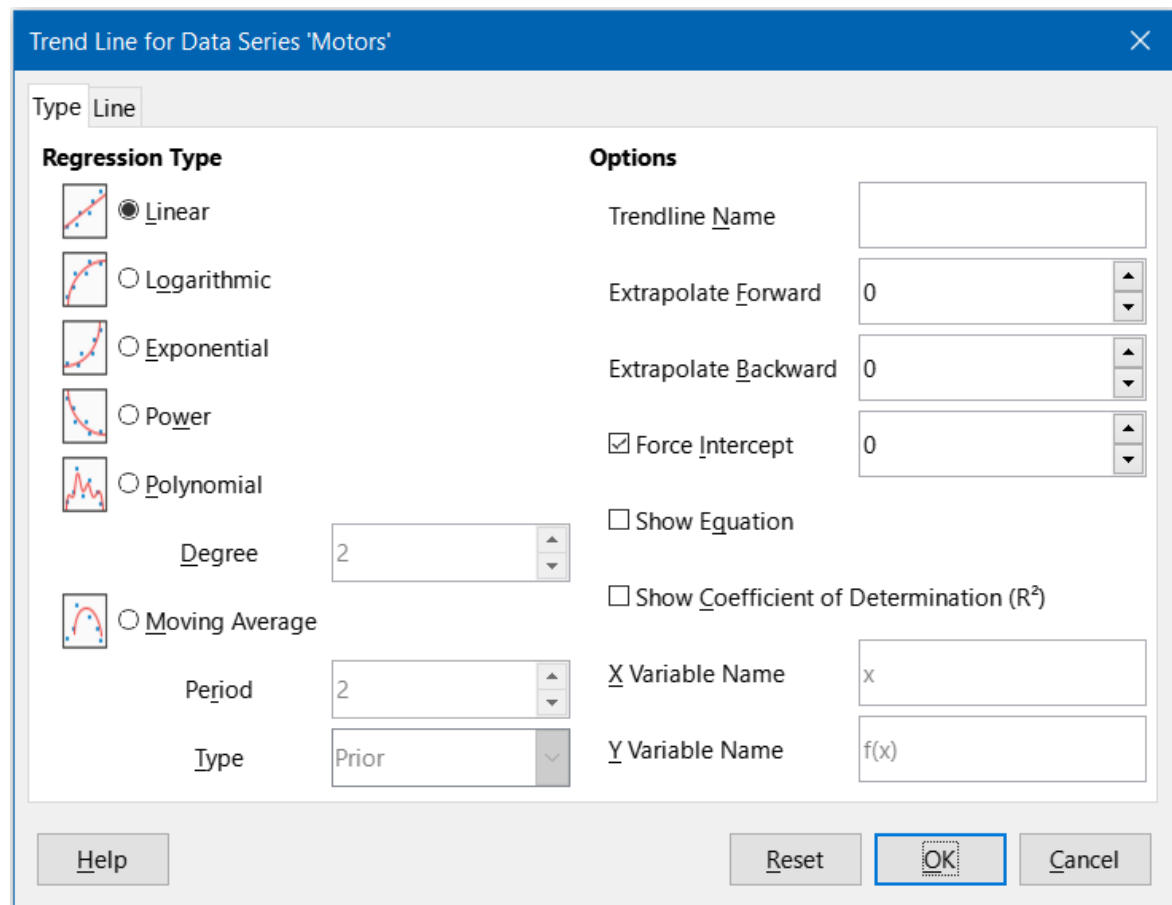 Trend Line for Data Series 'Motors'
Type Line
Regression Type
Linear
Logarithmic
Exponential
Power
Polynomial
Degree 2
Moving Average
Period 2
Type Prior
Options
Trendline Name
Extrapolate Forward 0
Extrapolate Backward 0
Force Intercept 0
Show Equation
Show Coefficient of Determination (R²)
X Variable Name x
Y Variable Name f(x)
Help Reset OK Cancel